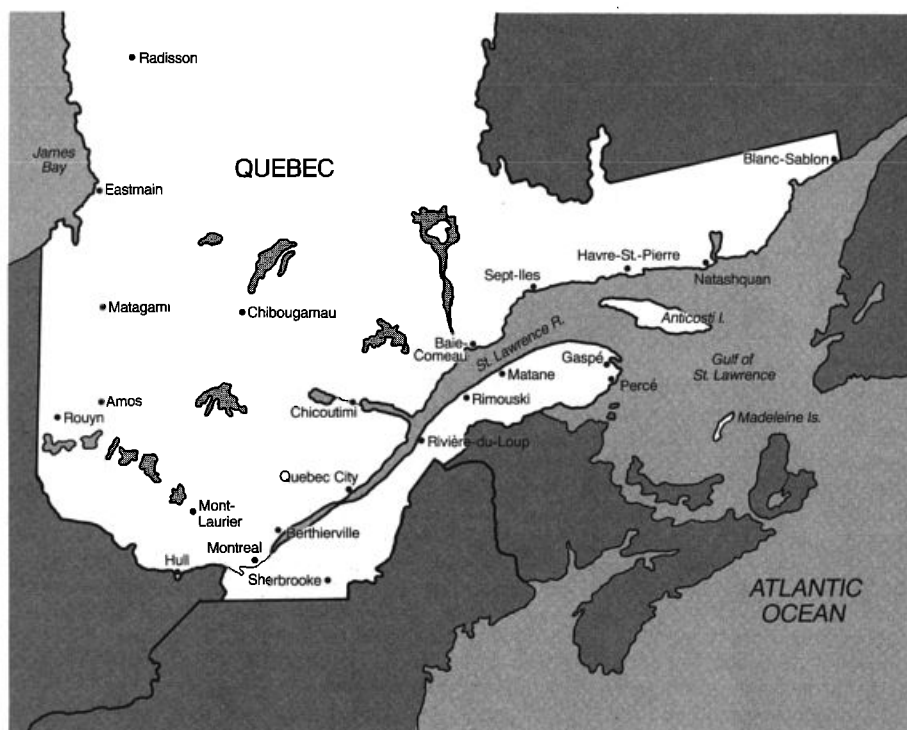 Radisson
James
Bay
QUEBEC
Blanc-Sablon
Eastmain
Havre-St.-Pierre
Sept-Iles
Natashquan
Matagami
Chibougamau
Anticosti I.
St. Lawrence R.
Baie-
Comeau
Gaspé
Gulf of
St. Lawrence
Matane
Percé
Amos
Rouyn
Chicoutimi
Rimouski
Madeleine Is.
Rivière-du-Loup
Quebec City
Mont-
Laurier
Berthierville
Montreal
Hull
Sherbrooke
ATLANTIC
OCEAN